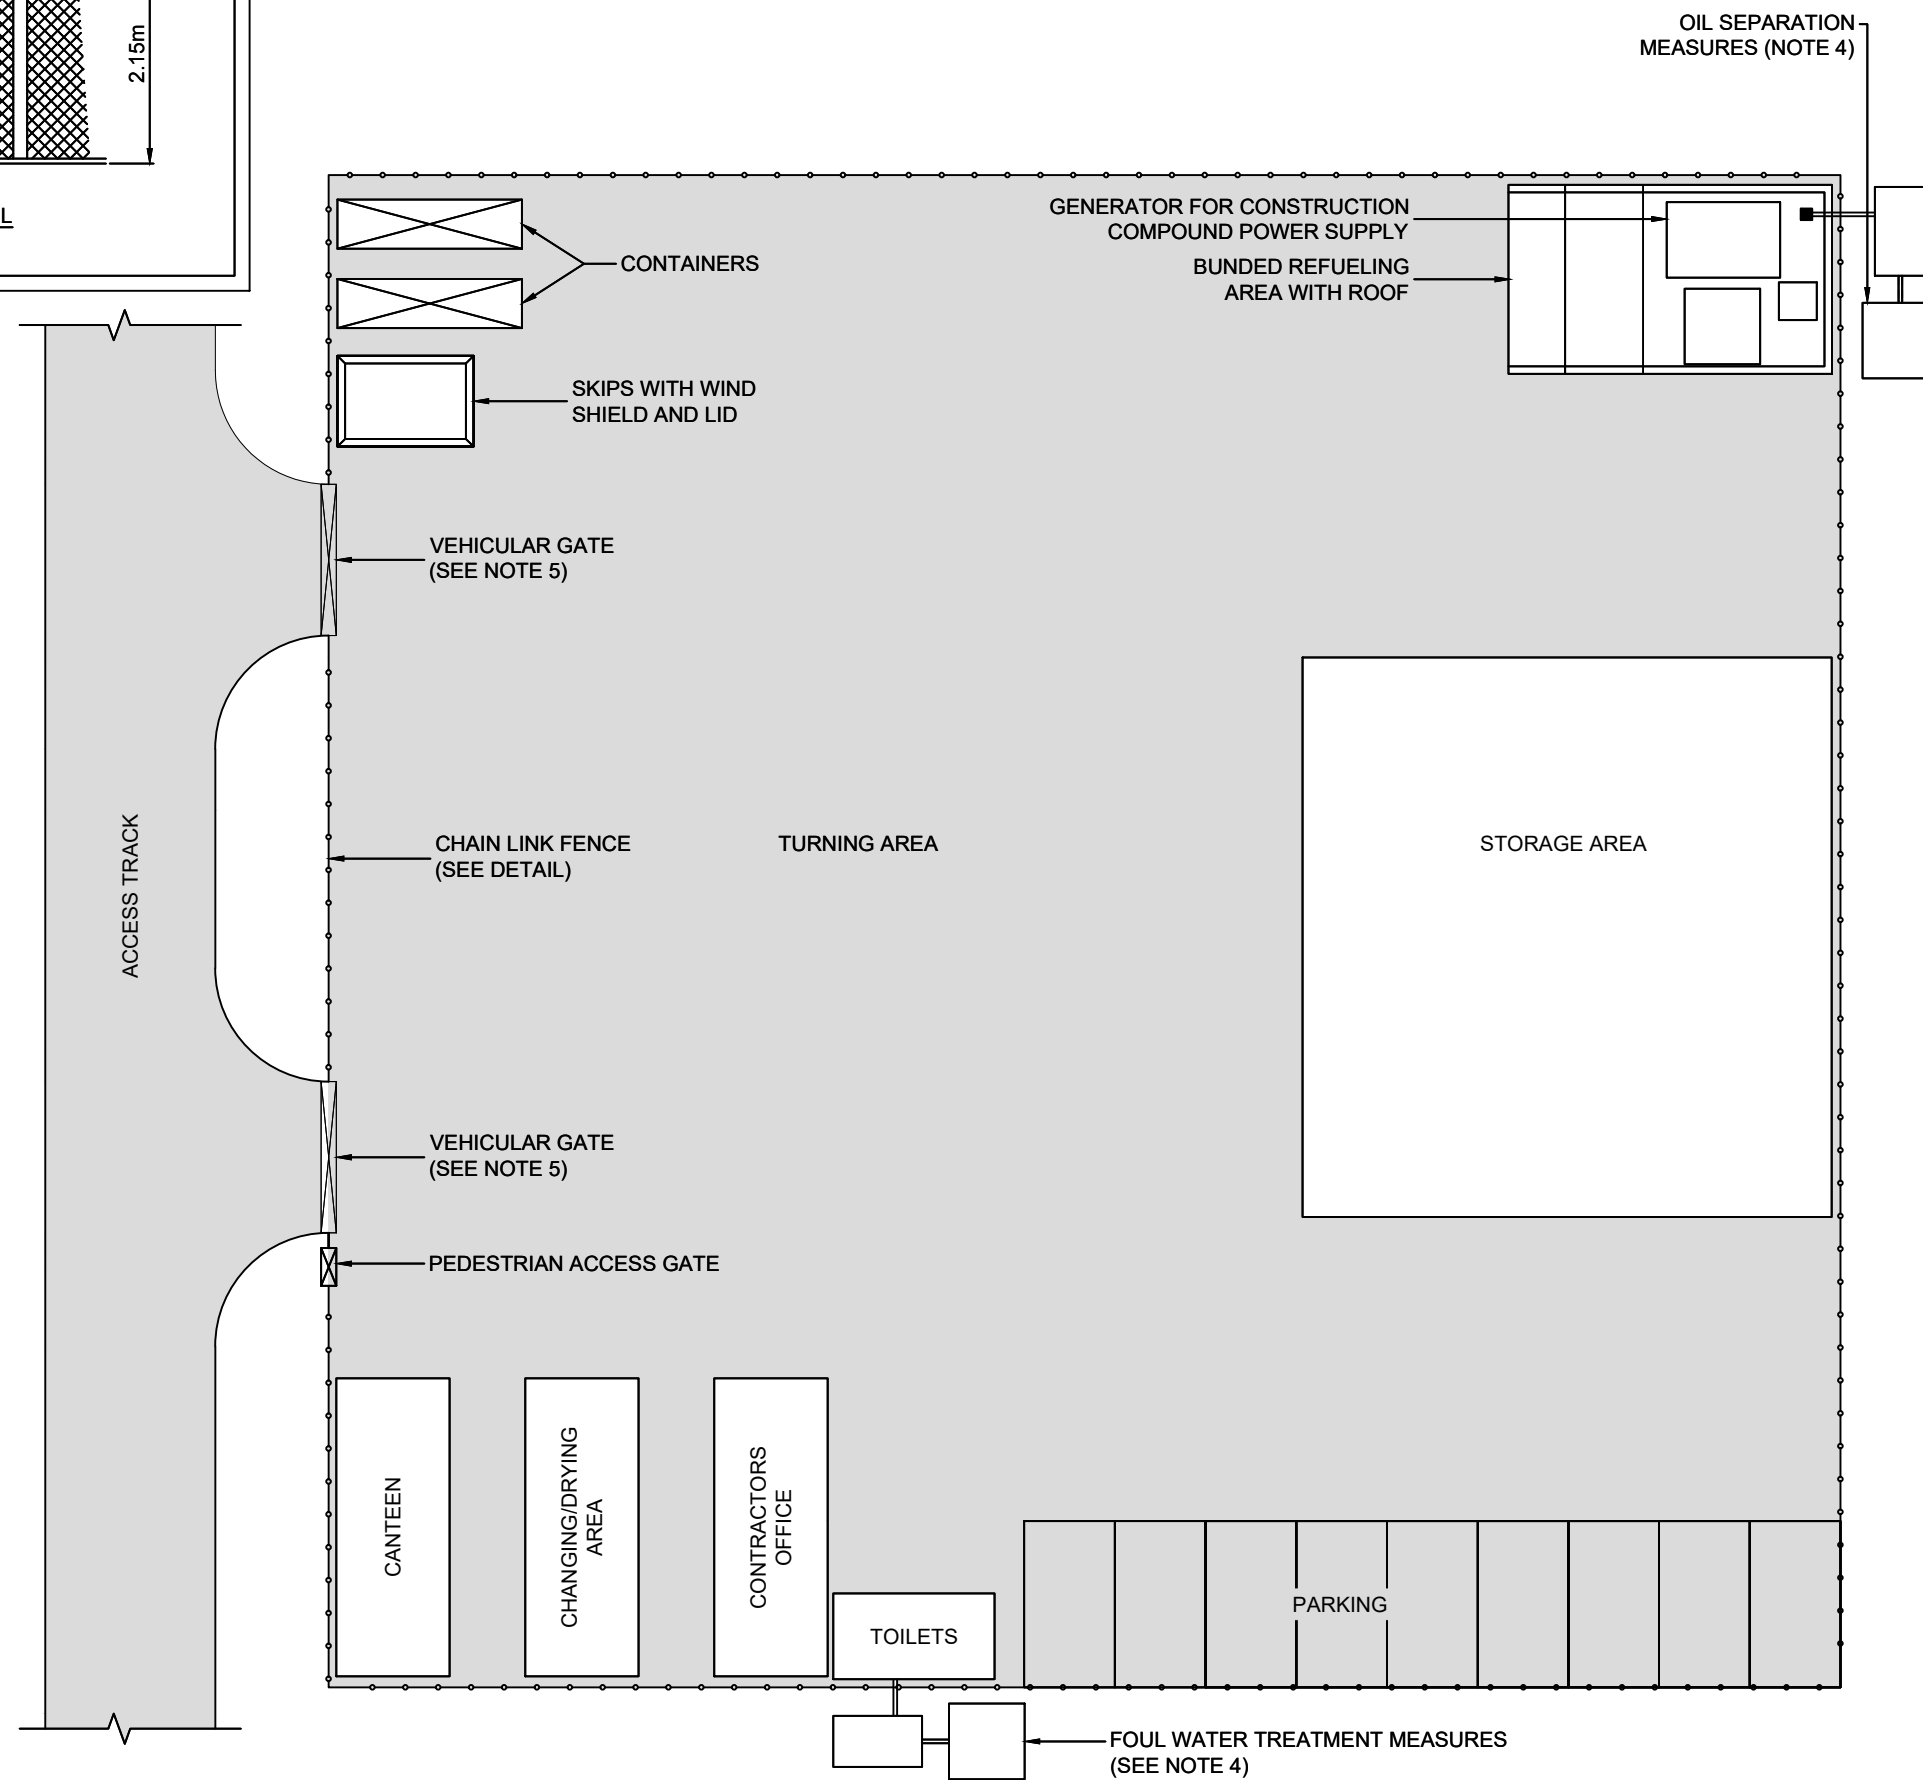 OIL SEPARATION
MEASURES (NOTE 4)
2.15m
L
GENERATOR FOR CONSTRUCTION
COMPOUND POWER SUPPLY
BUNDED REFUELING
AREA WITH ROOF
CONTAINERS
SKIPS WITH WIND
SHIELD AND LID
VEHICULAR GATE
(SEE NOTE 5)
ACCESS TRACK
CHAIN LINK FENCE
(SEE DETAIL)
TURNING AREA
STORAGE AREA
VEHICULAR GATE
(SEE NOTE 5)
PEDESTRIAN ACCESS GATE
CANTEEN
CHANGING/DRYING
AREA
CONTRACTORS
OFFICE
TOILETS
PARKING
FOUL WATER TREATMENT MEASURES
(SEE NOTE 4)